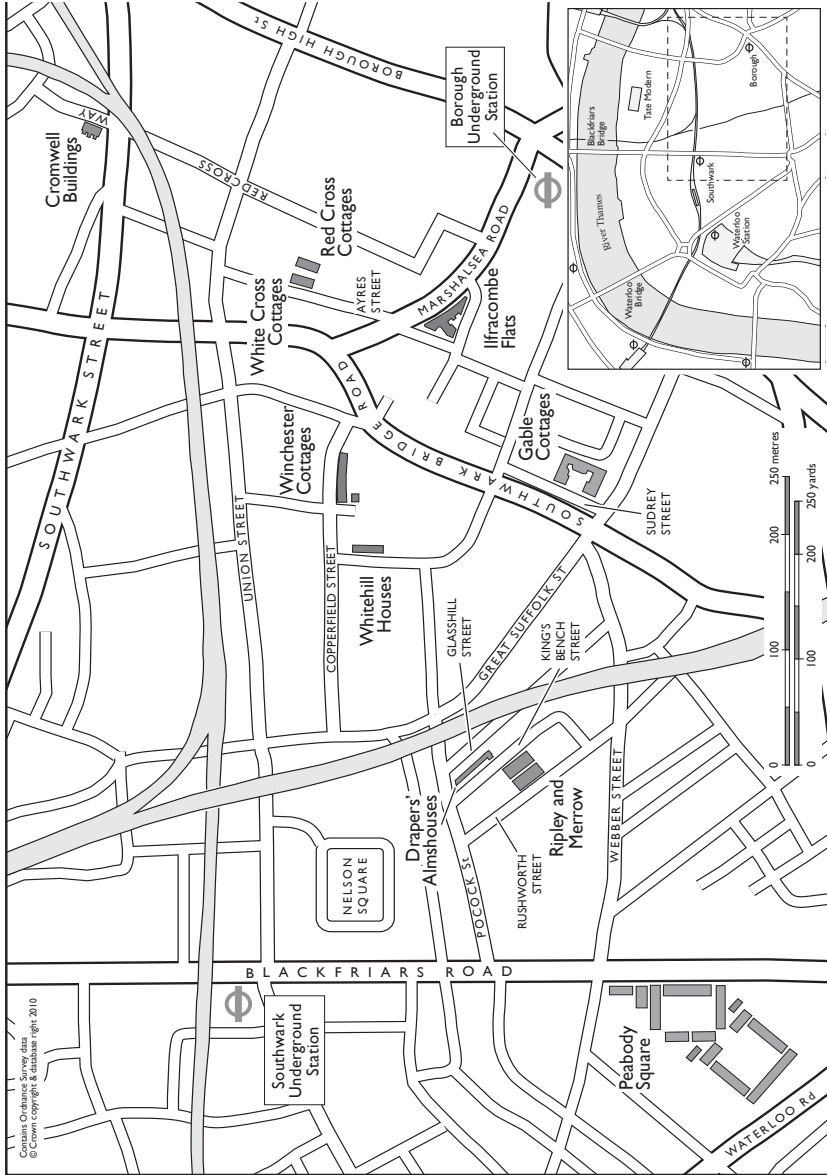 Contains Ordnance Survey data
© Crown copyright & database right 2010
SOUTHWARK STREET
Cromwell
Buildings
WAY
REDCROSS
BOROUGH HIGH St
Borough
Underground
Station
Red Cross
Cottages
White Cross
Cottages
AYRES
STREET
MARSHALSEA ROAD
Ilfracombe
Flats
Winchester
Cottages
SOUTHWARK BRIDGE ROAD
Gable
Cottages
SUDREY
STREET
UNION STREET
COPPERFIELD STREET
Whitehill
Houses
GLASSHILL
STREET
GREAT SUFFOLK ST
KING'S
BENCH
STREET
NELSON
SQUARE
Drapers'
Almshouses
POCOCK St
RUSHWORTH
STREET
Ripley and
Merrow
WEBBER STREET
BLACKFRIARS ROAD
Southwark
Underground
Station
Peabody
Square
WATERLOO Rd
0
100
200
250 metres
0
100
200
250 yards
Blackfriars
Bridge
Tate Modern
Borough
River Thames
Southwark
Waterloo
Bridge
Waterloo
Station